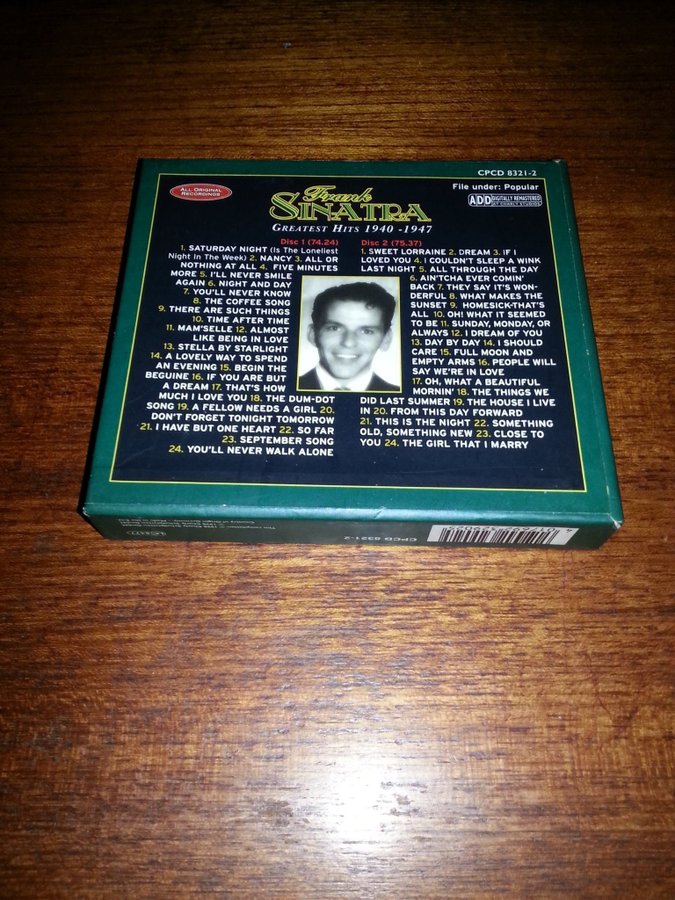 CPCD 8321-2
ALL ORIGINAL
RECORDINGS
Frank
SINATRA
GREATEST HITS 1940 -1947
File under: Popular
ADD DIGITALLY REMASTERED
AT CHARLY STUDIOS
Disc 1 (74.24)
1. SATURDAY NIGHT (Is The Loneliest
Night In The Week) 2. NANCY 3. ALL OR
NOTHING AT ALL 4. FIVE MINUTES
MORE 5. I'LL NEVER SMILE
AGAIN 6. NIGHT AND DAY
7. YOU'LL NEVER KNOW
8. THE COFFEE SONG
9. THERE ARE SUCH THINGS
10. TIME AFTER TIME
11. MAM'SELLE 12. ALMOST
LIKE BEING IN LOVE
13. STELLA BY STARLIGHT
14. A LOVELY WAY TO SPEND
AN EVENING 15. BEGIN THE
BEGUINE 16. IF YOU ARE BUT
A DREAM 17. THAT'S HOW
MUCH I LOVE YOU 18. THE DUM-DOT
SONG 19. A FELLOW NEEDS A GIRL 20.
DON'T FORGET TONIGHT TOMORROW
21. I HAVE BUT ONE HEART 22. SO FAR
23. SEPTEMBER SONG
24. YOU'LL NEVER WALK ALONE
Disc 2 (75.37)
1. SWEET LORRAINE 2. DREAM 3. IF I
LOVED YOU 4. I COULDN'T SLEEP A WINK
LAST NIGHT 5. ALL THROUGH THE DAY
6. AIN'TCHA EVER COMIN'
BACK 7. THEY SAY IT'S WON-
DERFUL 8. WHAT MAKES THE
SUNSET 9. HOMESICK-THAT'S
ALL 10. OH! WHAT IT SEEMED
TO BE 11. SUNDAY, MONDAY, OR
ALWAYS 12. I DREAM OF YOU
13. DAY BY DAY 14. I SHOULD
CARE 15. FULL MOON AND
EMPTY ARMS 16. PEOPLE WILL
SAY WE'RE IN LOVE
17. OH, WHAT A BEAUTIFUL
MORNIN' 18. THE THINGS WE
DID LAST SUMMER 19. THE HOUSE I LIVE
IN 20. FROM THIS DAY FORWARD
21. THIS IS THE NIGHT 22. SOMETHING
OLD, SOMETHING NEW 23. CLOSE TO
YOU 24. THE GIRL THAT I MARRY
CPCD 8321-2